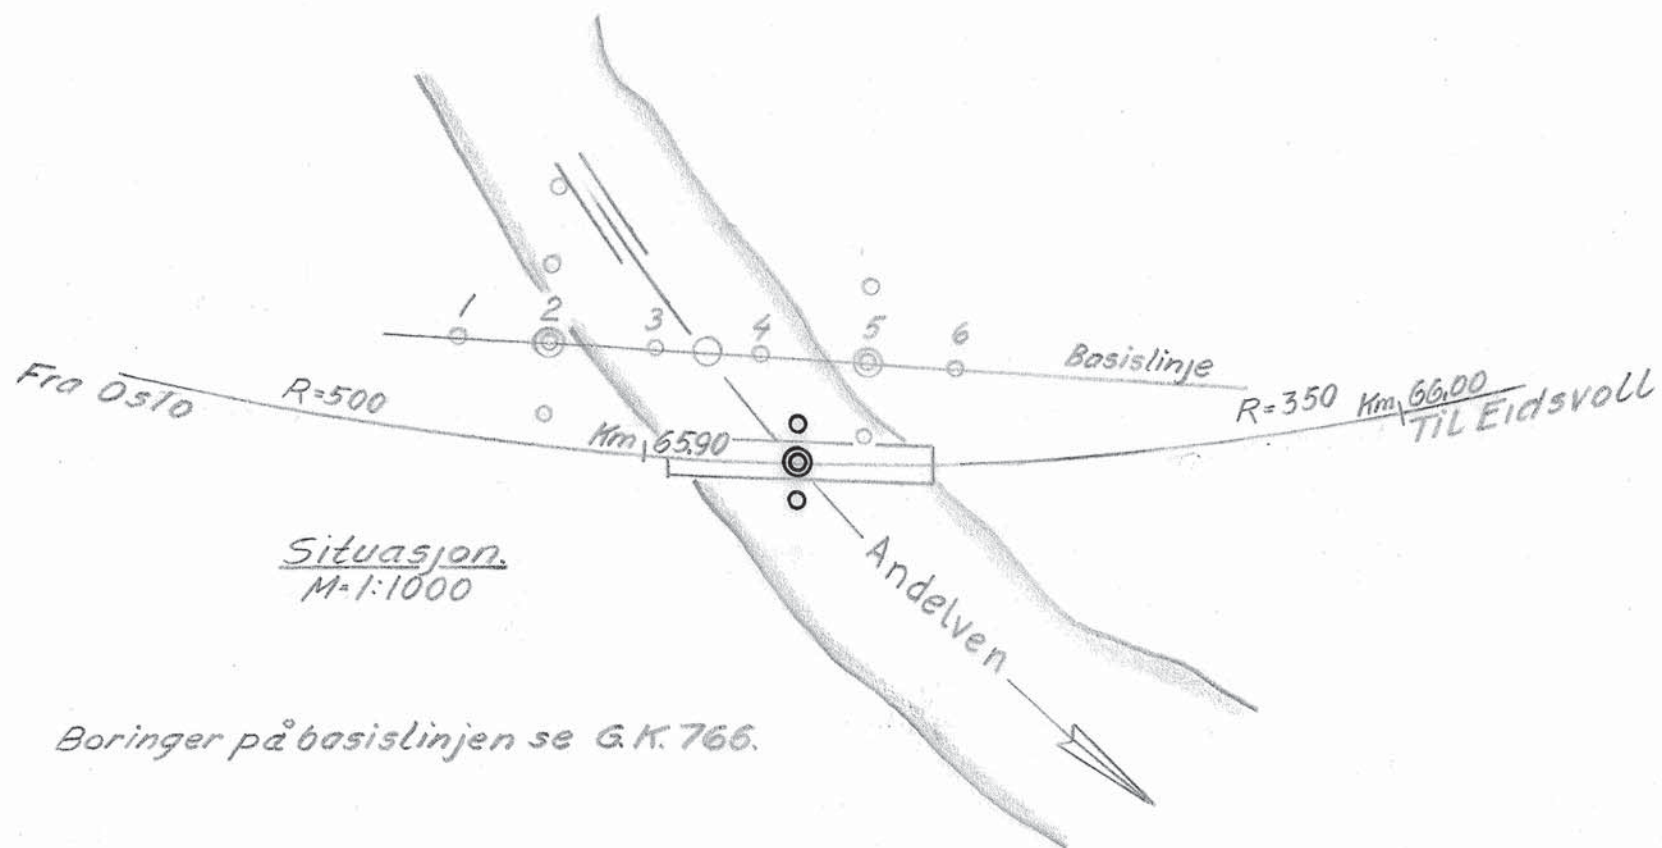 1
2
3
4
5
6
Basislinje
Fra Oslo
R=500
Km 65.90
R=350
Km 66.00
Til Eidsvoll
Situasjon.
M=1:1000
Andelven
Boringer på basislinjen se G.K. 766.